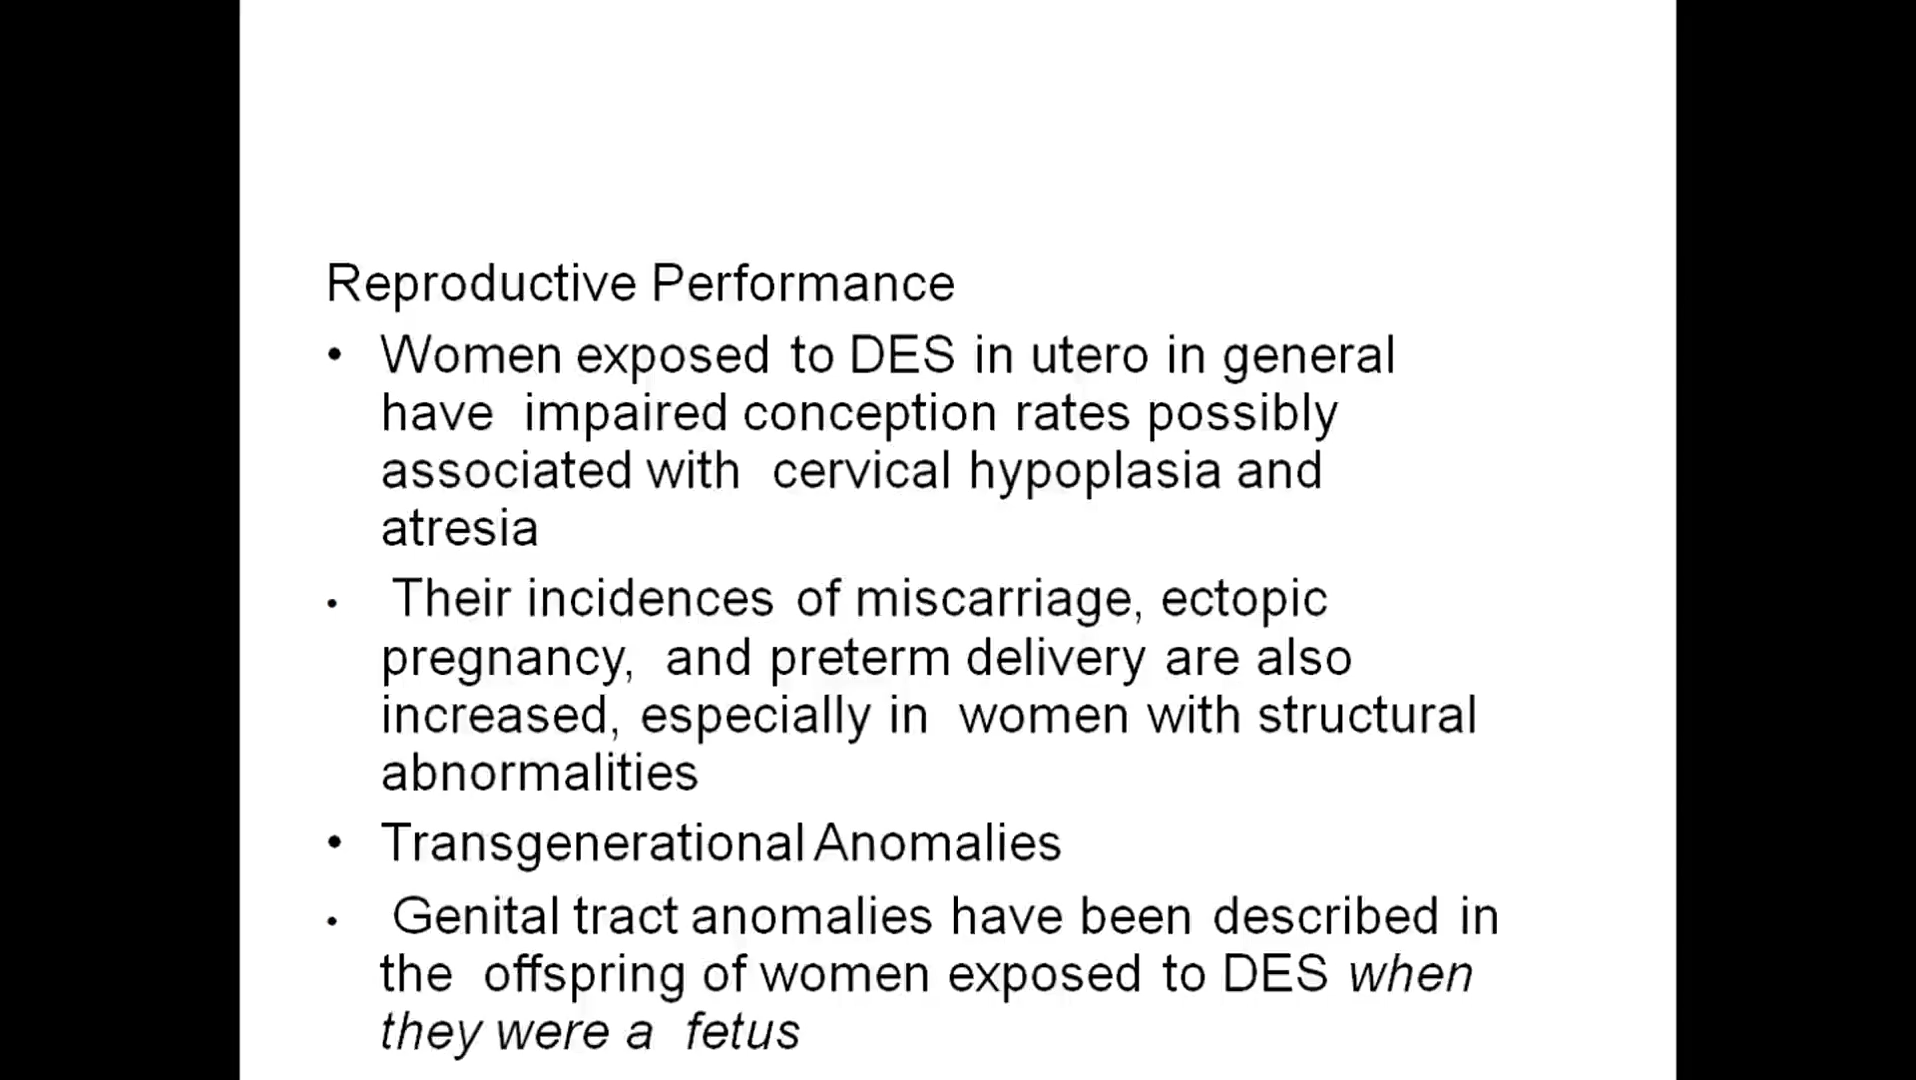 Reproductive Performance
• Women exposed to DES in utero in general
have impaired conception rates possibly
associated with cervical hypoplasia and
atresia
• Their incidences of miscarriage, ectopic
pregnancy, and preterm delivery are also
increased, especially in women with structural
abnormalities
• Transgenerational Anomalies
• Genital tract anomalies have been described in
the offspring of women exposed to DES when
they were a fetus